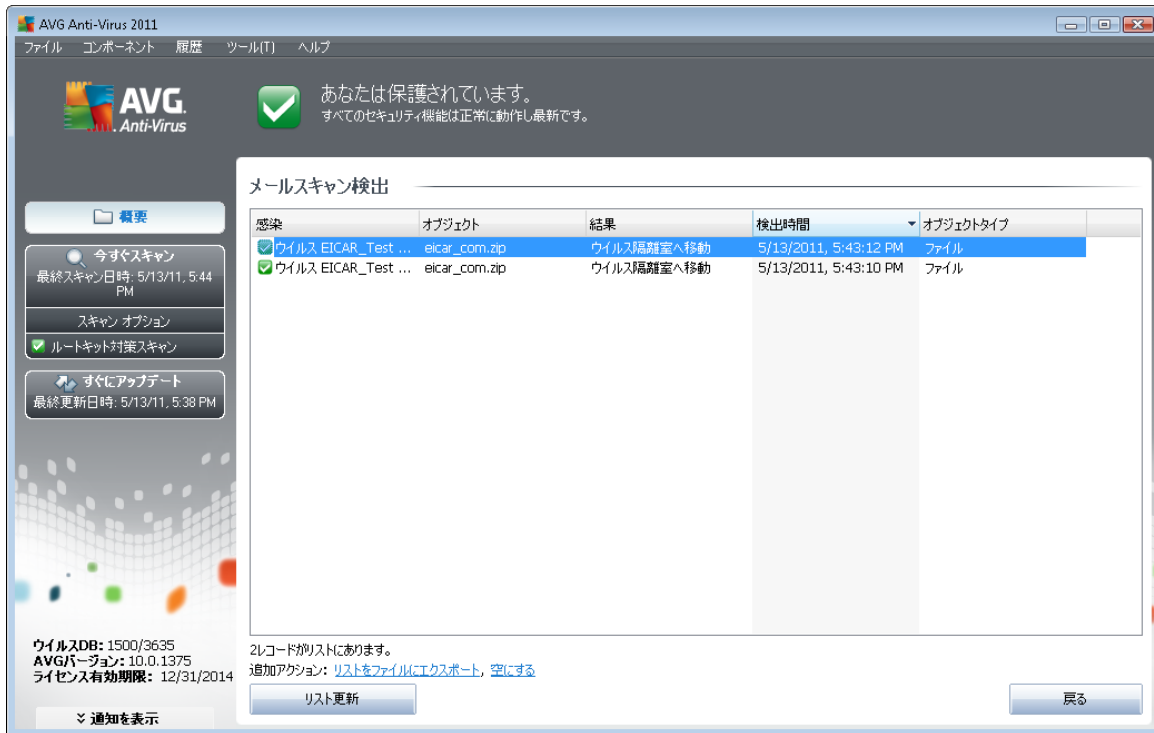 AVG Anti-Virus 2011
ファイル コンポーネント 履歴 ツール(T) ヘルプ
AVG.
Anti-Virus
あなたは保護されています。
すべてのセキュリティ機能は正常に動作し最新です。
概要
今すぐスキャン
最終スキャン日時: 5/13/11, 5:44
PM
スキャン オプション
ルートキット対策スキャン
すぐにアップデート
最終更新日時: 5/13/11, 5:38 PM
ウイルスDB: 1500/3635
AVGバージョン: 10.0.1375
ライセンス有効期限: 12/31/2014
通知を表示
メールスキャン検出
感染 オブジェクト 結果 検出時間 オブジェクトタイプ
ウイルス EICAR_Test ... eicar_com.zip ウイルス隔離室へ移動 5/13/2011, 5:43:12 PM ファイル
ウイルス EICAR_Test ... eicar_com.zip ウイルス隔離室へ移動 5/13/2011, 5:43:10 PM ファイル
2レコードがリストにあります。
追加アクション: リストをファイルにエクスポート, 空にする
リスト更新 戻る